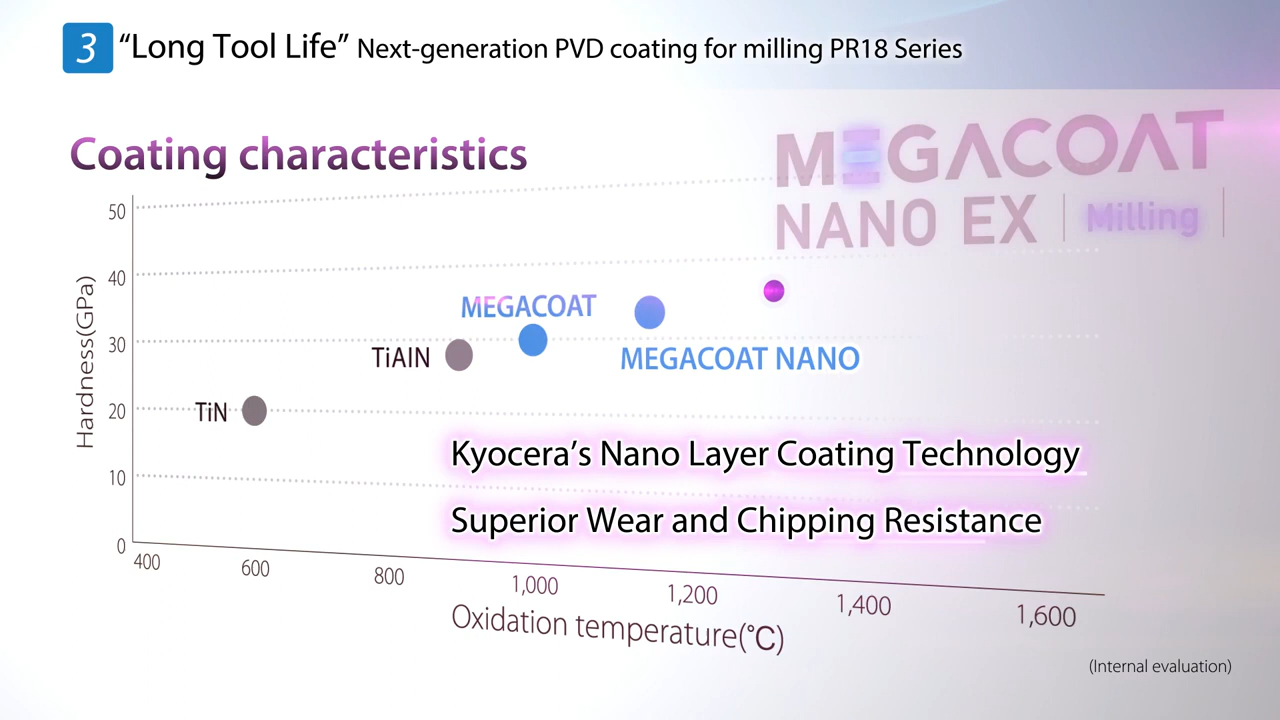 3 “Long Tool Life” Next-generation PVD coating for milling PR18 Series
Coating characteristics
MEGACOAT
NANO EX | Milling |
50
40
30
20
10
0
Hardness(GPa)
MEGACOAT
TiAlN
MEGACOAT NANO
TiN
Kyocera’s Nano Layer Coating Technology
Superior Wear and Chipping Resistance
400 600 800 1,000 1,200 1,400 1,600
Oxidation temperature(°C)
(Internal evaluation)